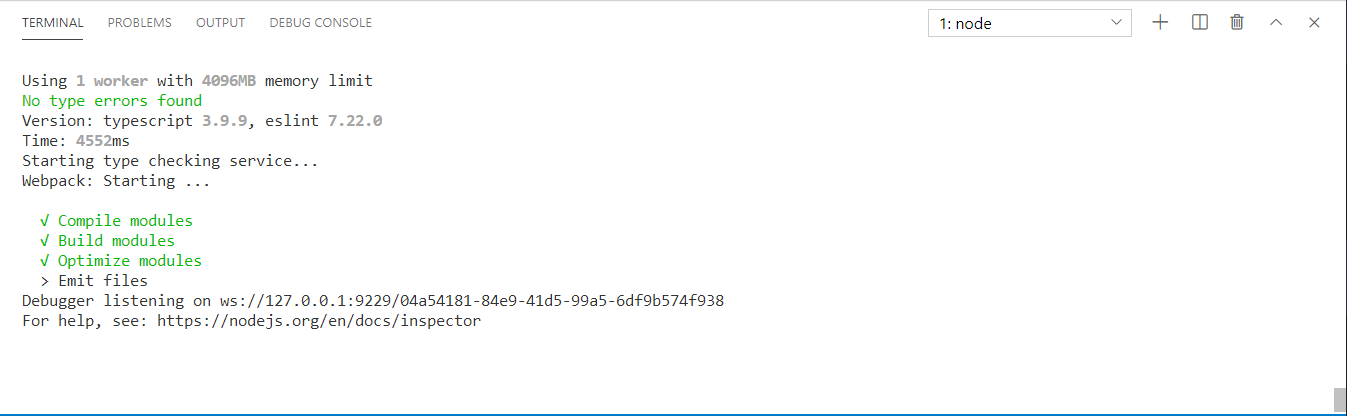 TERMINAL PROBLEMS OUTPUT DEBUG CONSOLE 1: node
Using 1 worker with 4096MB memory limit
No type errors found
Version: typescript 3.9.9, eslint 7.22.0
Time: 4552ms
Starting type checking service...
Webpack: Starting ...
√ Compile modules
√ Build modules
√ Optimize modules
> Emit files
Debugger listening on ws://127.0.0.1:9229/04a54181-84e9-41d5-99a5-6df9b574f938
For help, see: https://nodejs.org/en/docs/inspector